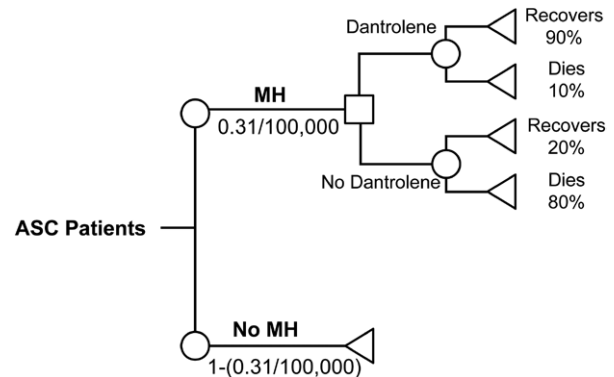 Dantrolene
Recovers
90%
Dies
10%
MH
0.31/100,000
Recovers
20%
No Dantrolene
Dies
80%
ASC Patients
No MH
1-(0.31/100,000)